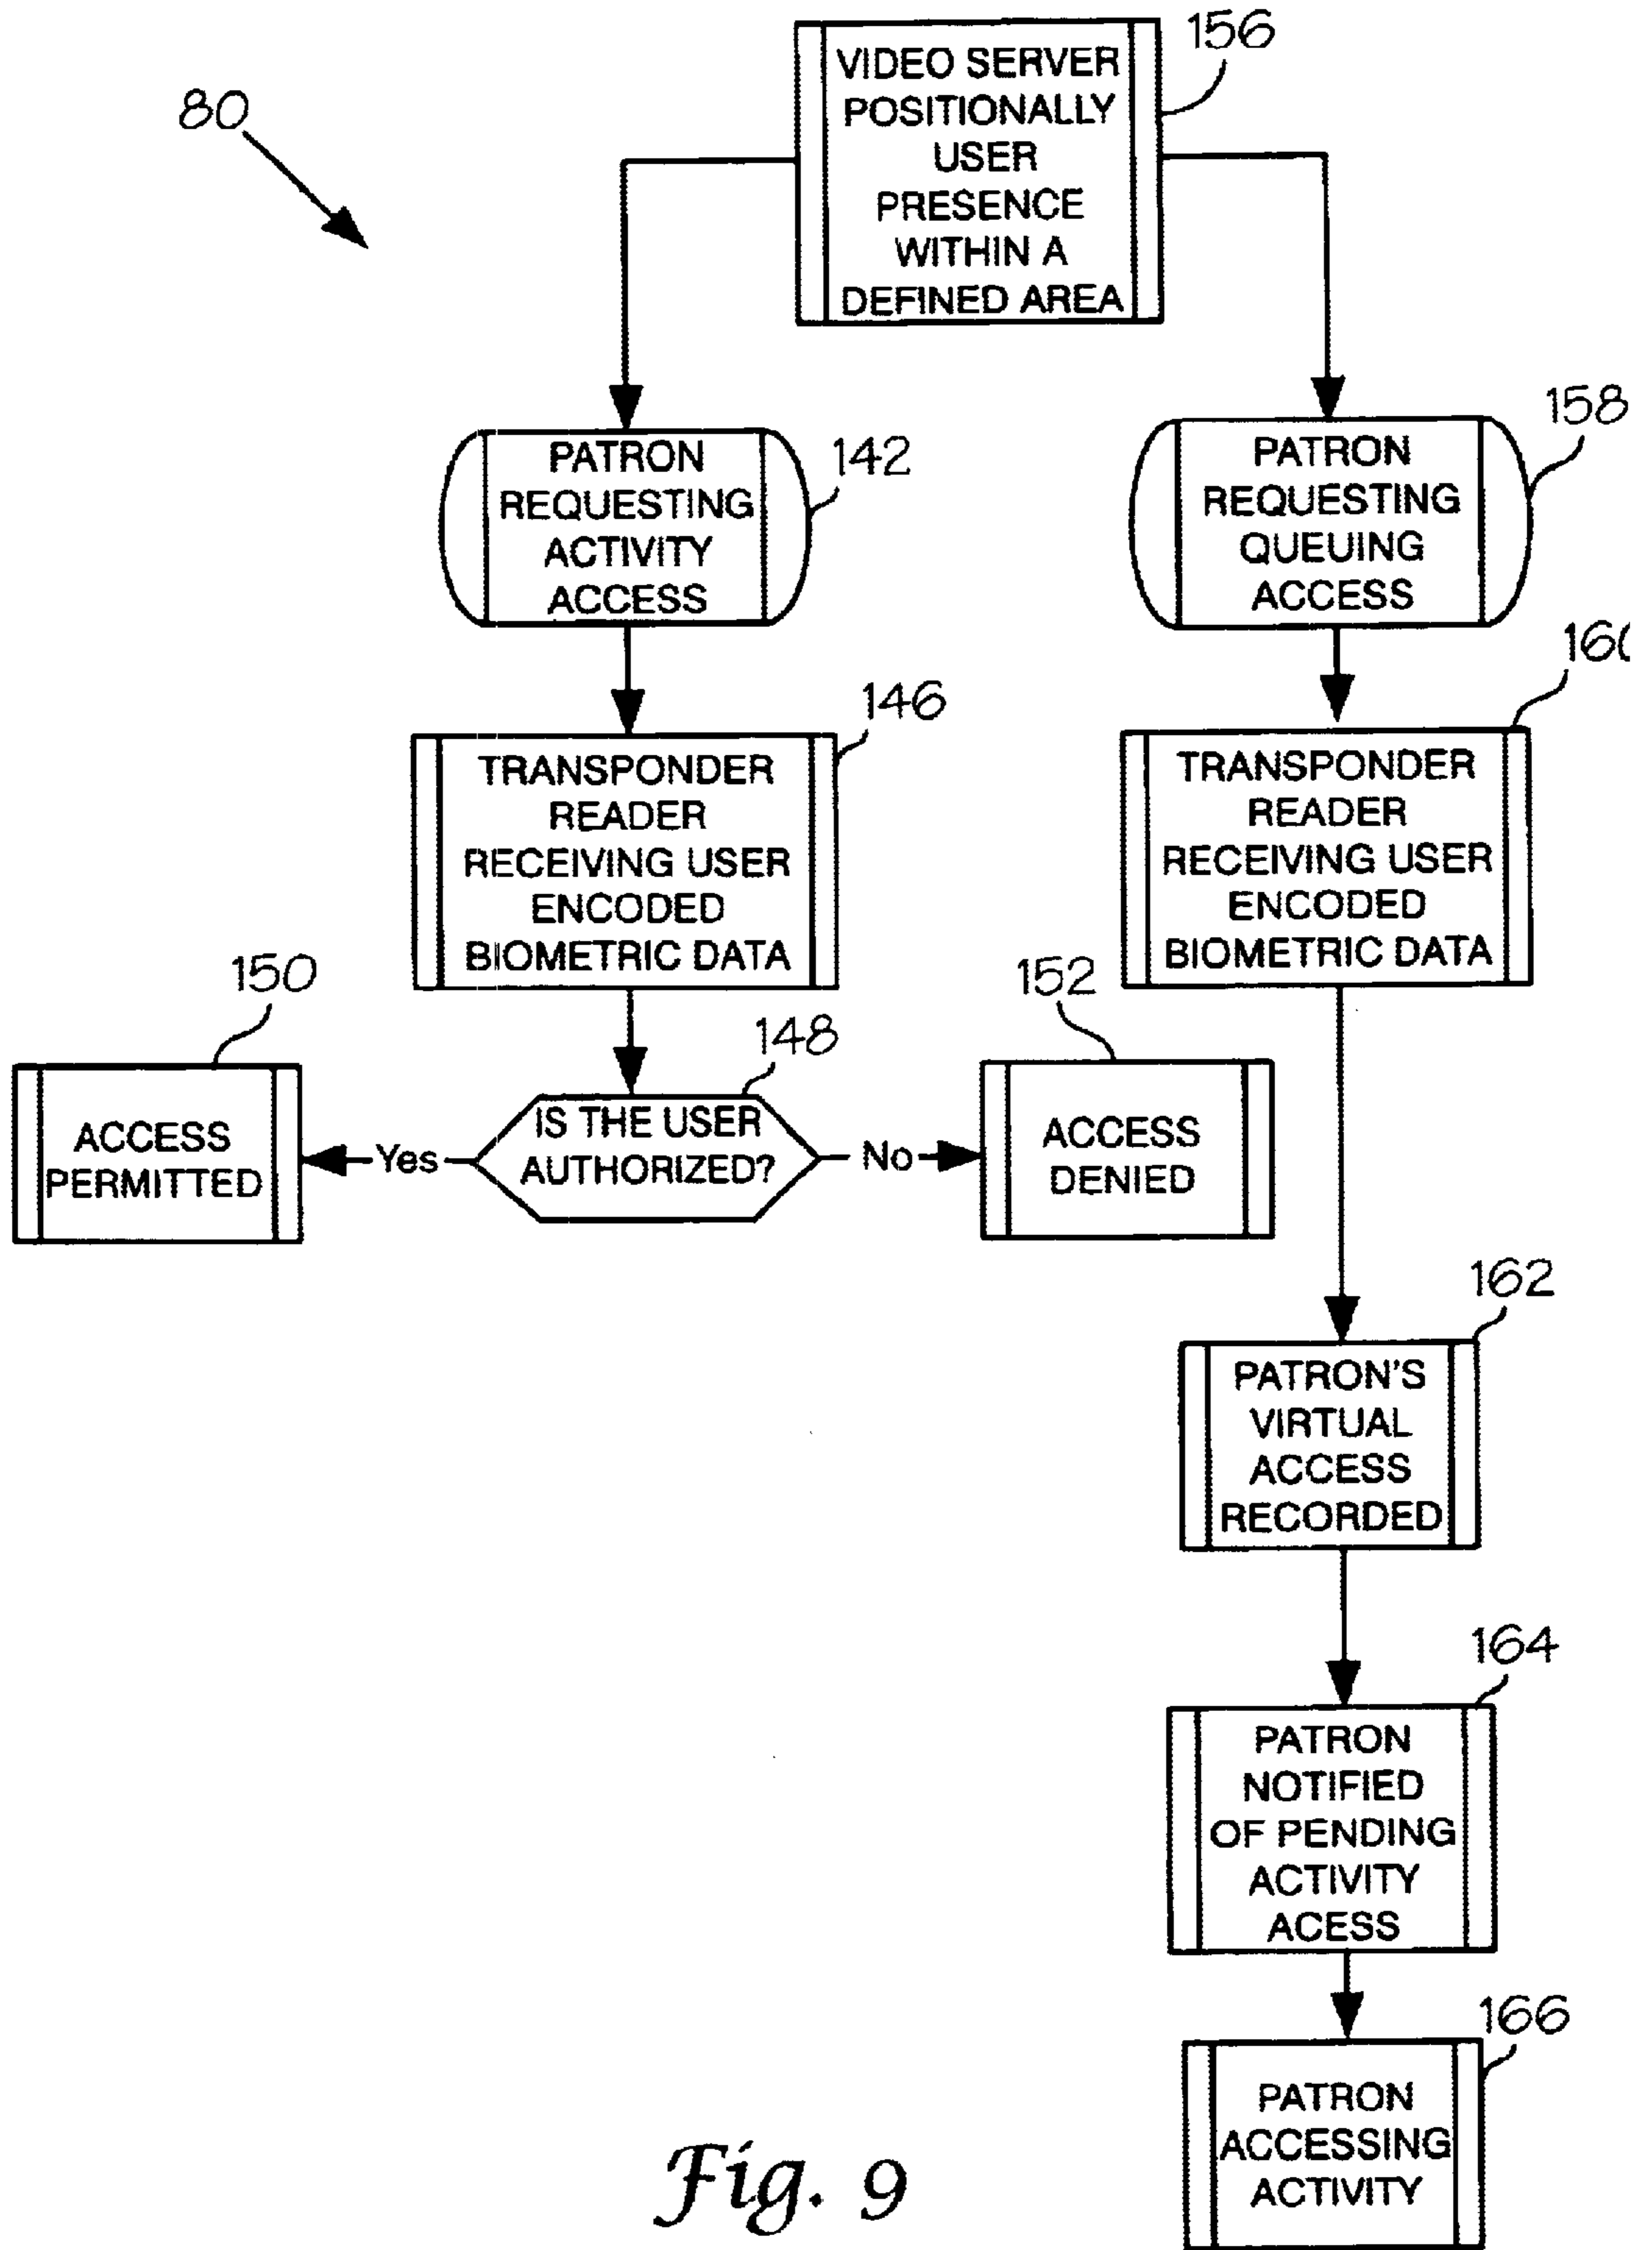 156
VIDEO SERVER
POSITIONALLY
USER
PRESENCE
WITHIN A
DEFINED AREA
80
142
PATRON
REQUESTING
ACTIVITY
ACCESS
158
PATRON
REQUESTING
QUEUING
ACCESS
146
TRANSPONDER
READER
RECEIVING USER
ENCODED
BIOMETRIC DATA
160
TRANSPONDER
READER
RECEIVING USER
ENCODED
BIOMETRIC DATA
150
ACCESS
PERMITTED
Yes
148
IS THE USER
AUTHORIZED?
No
152
ACCESS
DENIED
162
PATRON'S
VIRTUAL
ACCESS
RECORDED
164
PATRON
NOTIFIED
OF PENDING
ACTIVITY
ACESS
166
PATRON
ACCESSING
ACTIVITY
Fig. 9